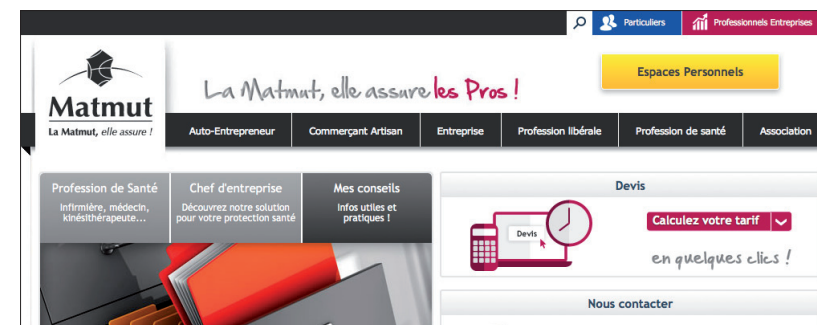 Particuliers
Professionnels Entreprises
Matmut
La Matmut, elle assure !
La Matmut, elle assure les Pros !
Espaces Personnels
Auto-Entrepreneur
Commerçant Artisan
Entreprise
Profession libérale
Profession de santé
Association
Profession de Santé
Infirmière, médecin,
kinésithérapeute...
Chef d'entreprise
Découvrez notre solution
pour votre protection santé
Mes conseils
Infos utiles et
pratiques !
Devis
Devis
Calculez votre tarif
en quelques clics !
Nous contacter